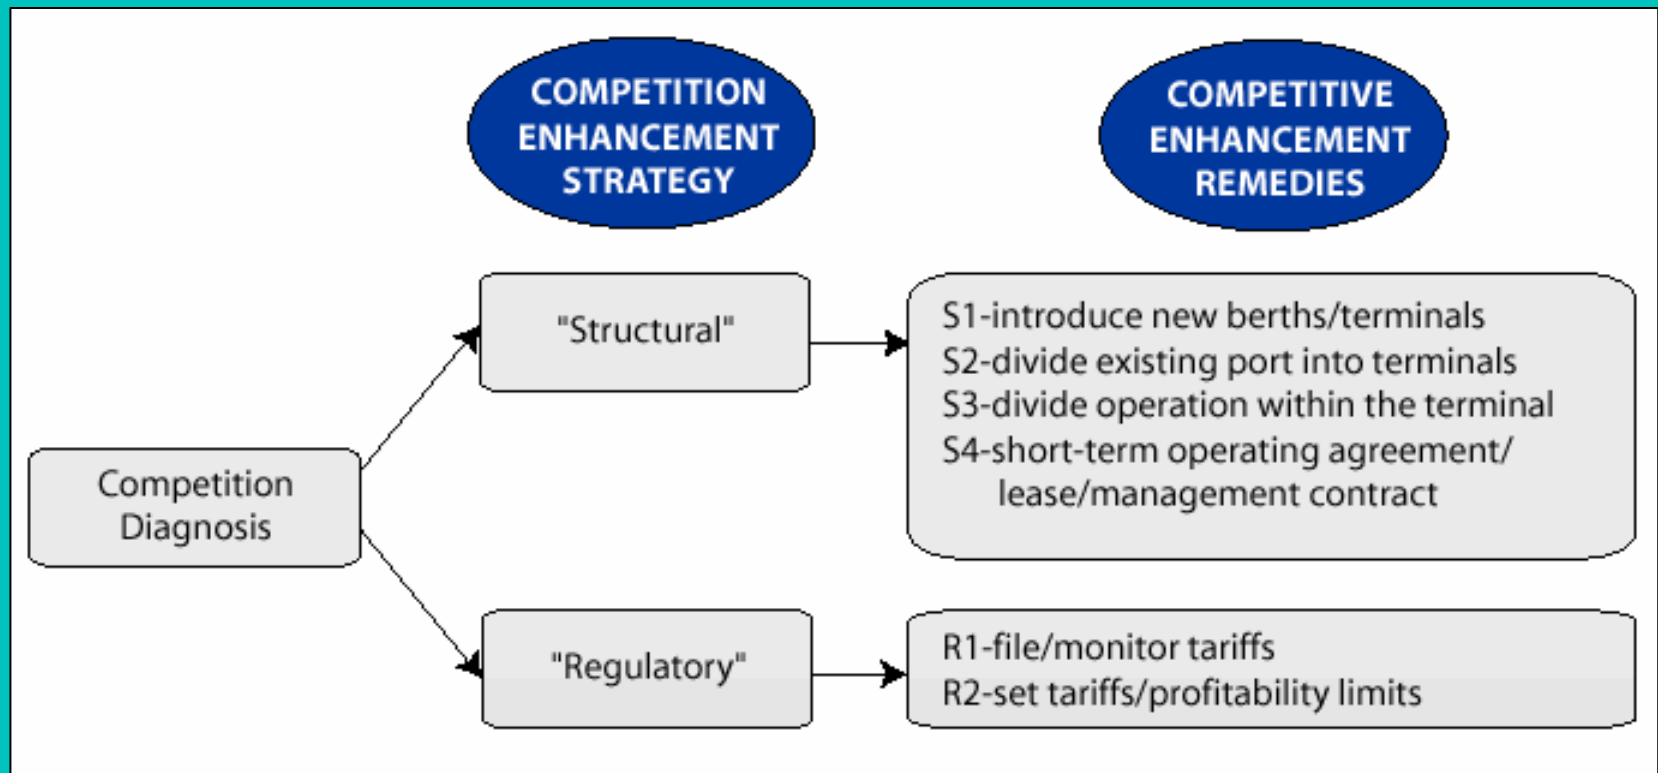 COMPETITION
ENHANCEMENT
STRATEGY
COMPETITIVE
ENHANCEMENT
REMEDIES
"Structural"
S1-introduce new berths/terminals
S2-divide existing port into terminals
S3-divide operation within the terminal
S4-short-term operating agreement/
lease/management contract
Competition
Diagnosis
"Regulatory"
R1-file/monitor tariffs
R2-set tariffs/profitability limits